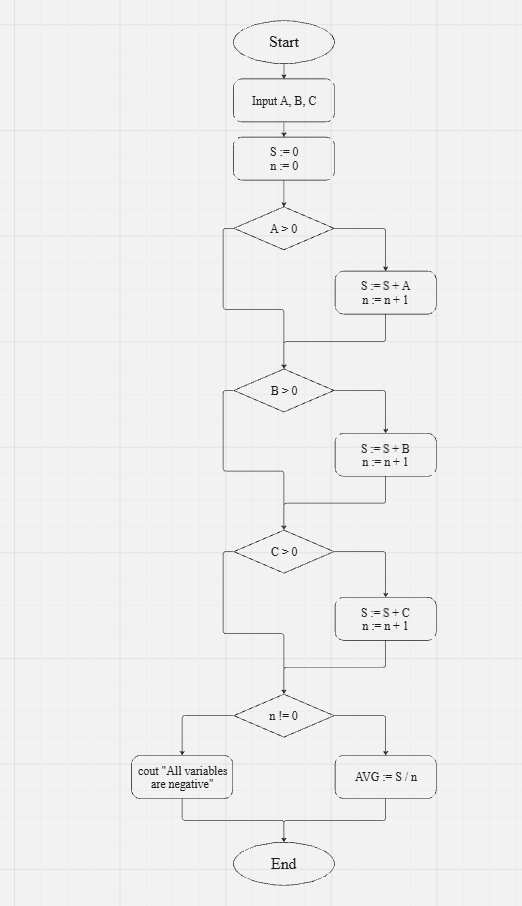 Start
Input A, B, C
S := 0
n := 0
A > 0
S := S + A
n := n + 1
B > 0
S := S + B
n := n + 1
C > 0
S := S + C
n := n + 1
n != 0
cout "All variables
are negative"
AVG := S / n
End